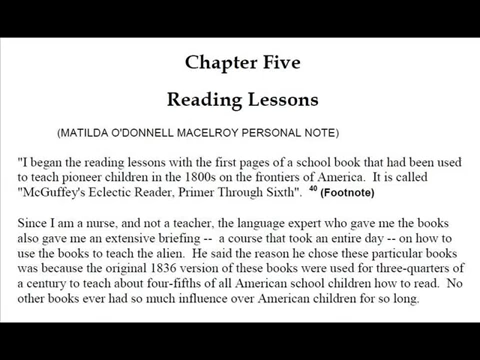 Chapter Five
Reading Lessons
(MATILDA O'DONNELL MACELROY PERSONAL NOTE)
"I began the reading lessons with the first pages of a school book that had been used
to teach pioneer children in the 1800s on the frontiers of America.  It is called
"McGuffey's Eclectic Reader, Primer Through Sixth".  40 (Footnote)
Since I am a nurse, and not a teacher, the language expert who gave me the books
also gave me an extensive briefing --  a course that took an entire day -- on how to
use the books to teach the alien.  He said the reason he chose these particular books
was because the original 1836 version of these books were used for three-quarters of
a century to teach about four-fifths of all American school children how to read.  No
other books ever had so much influence over American children for so long.